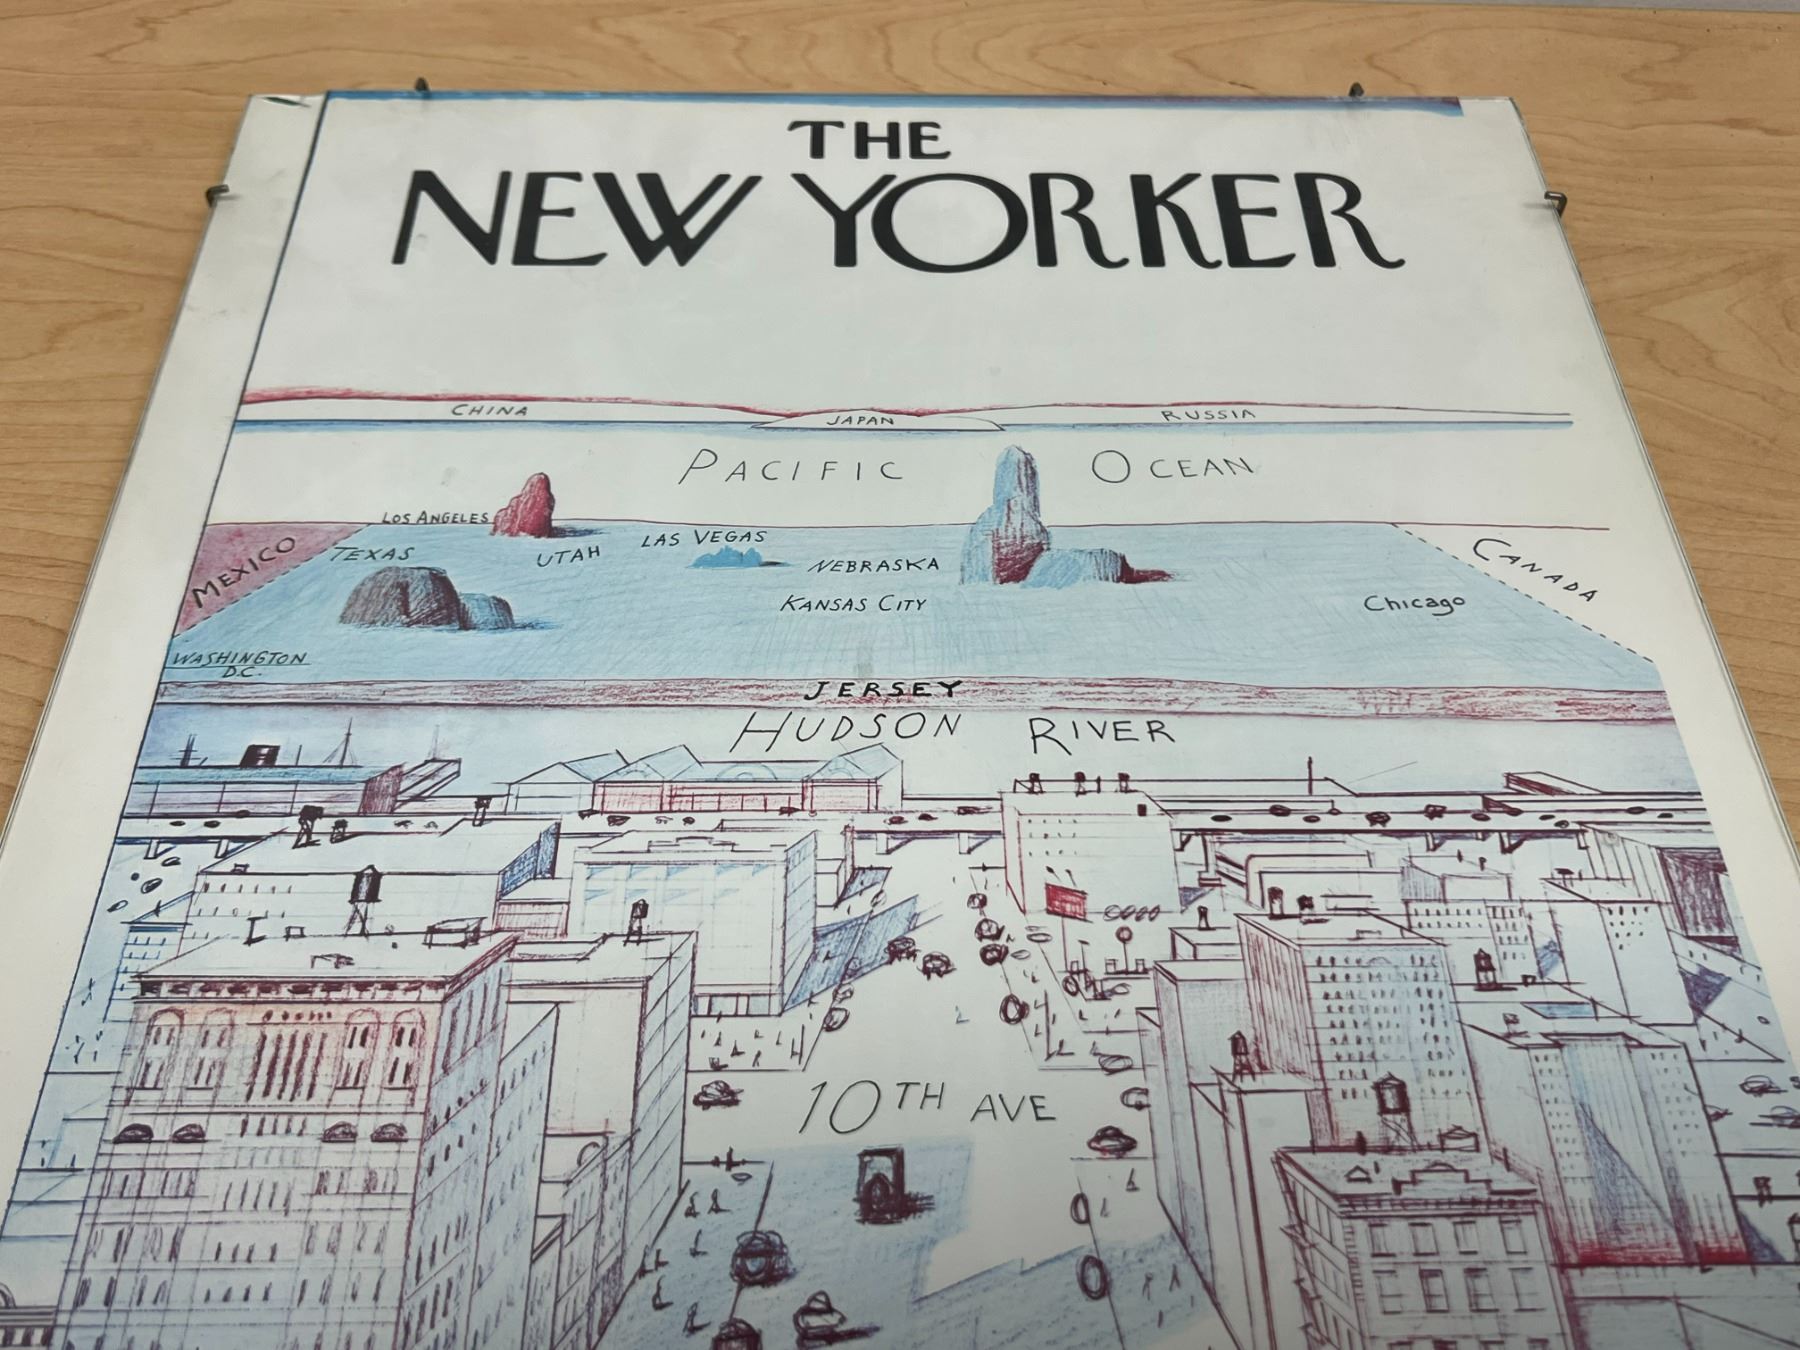 THE
NEW YORKER
CHINA
JAPAN
RUSSIA
PACIFIC OCEAN
LOS ANGELES
MEXICO
TEXAS
UTAH
LAS VEGAS
NEBRASKA
CANADA
KANSAS CITY
Chicago
WASHINGTON
D.C.
JERSEY
HUDSON RIVER
10TH AVE